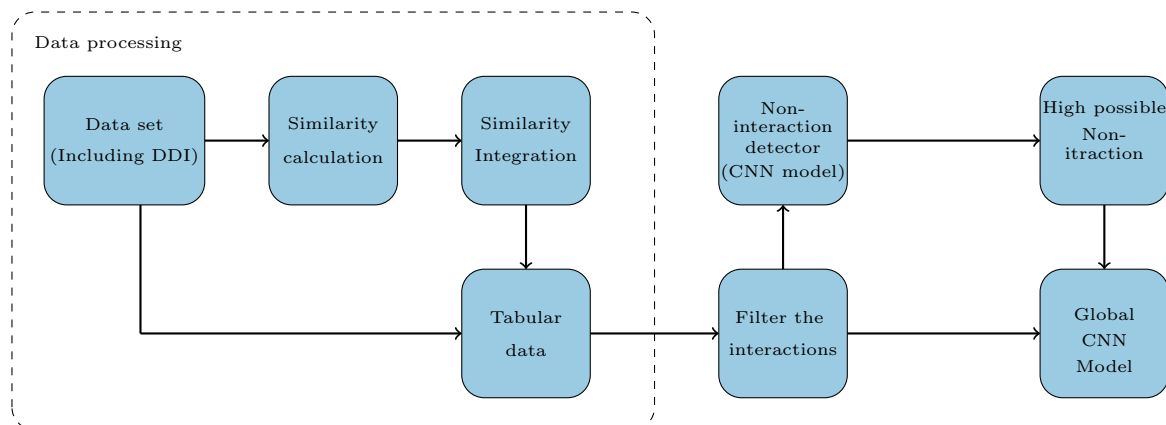 Data processing
Data set
(Including DDI)
Similarity
calculation
Similarity
Integration
Non-
interaction
detector
(CNN model)
High possible
Non-
itraction
Tabular
data
Filter the
interactions
Global
CNN
Model